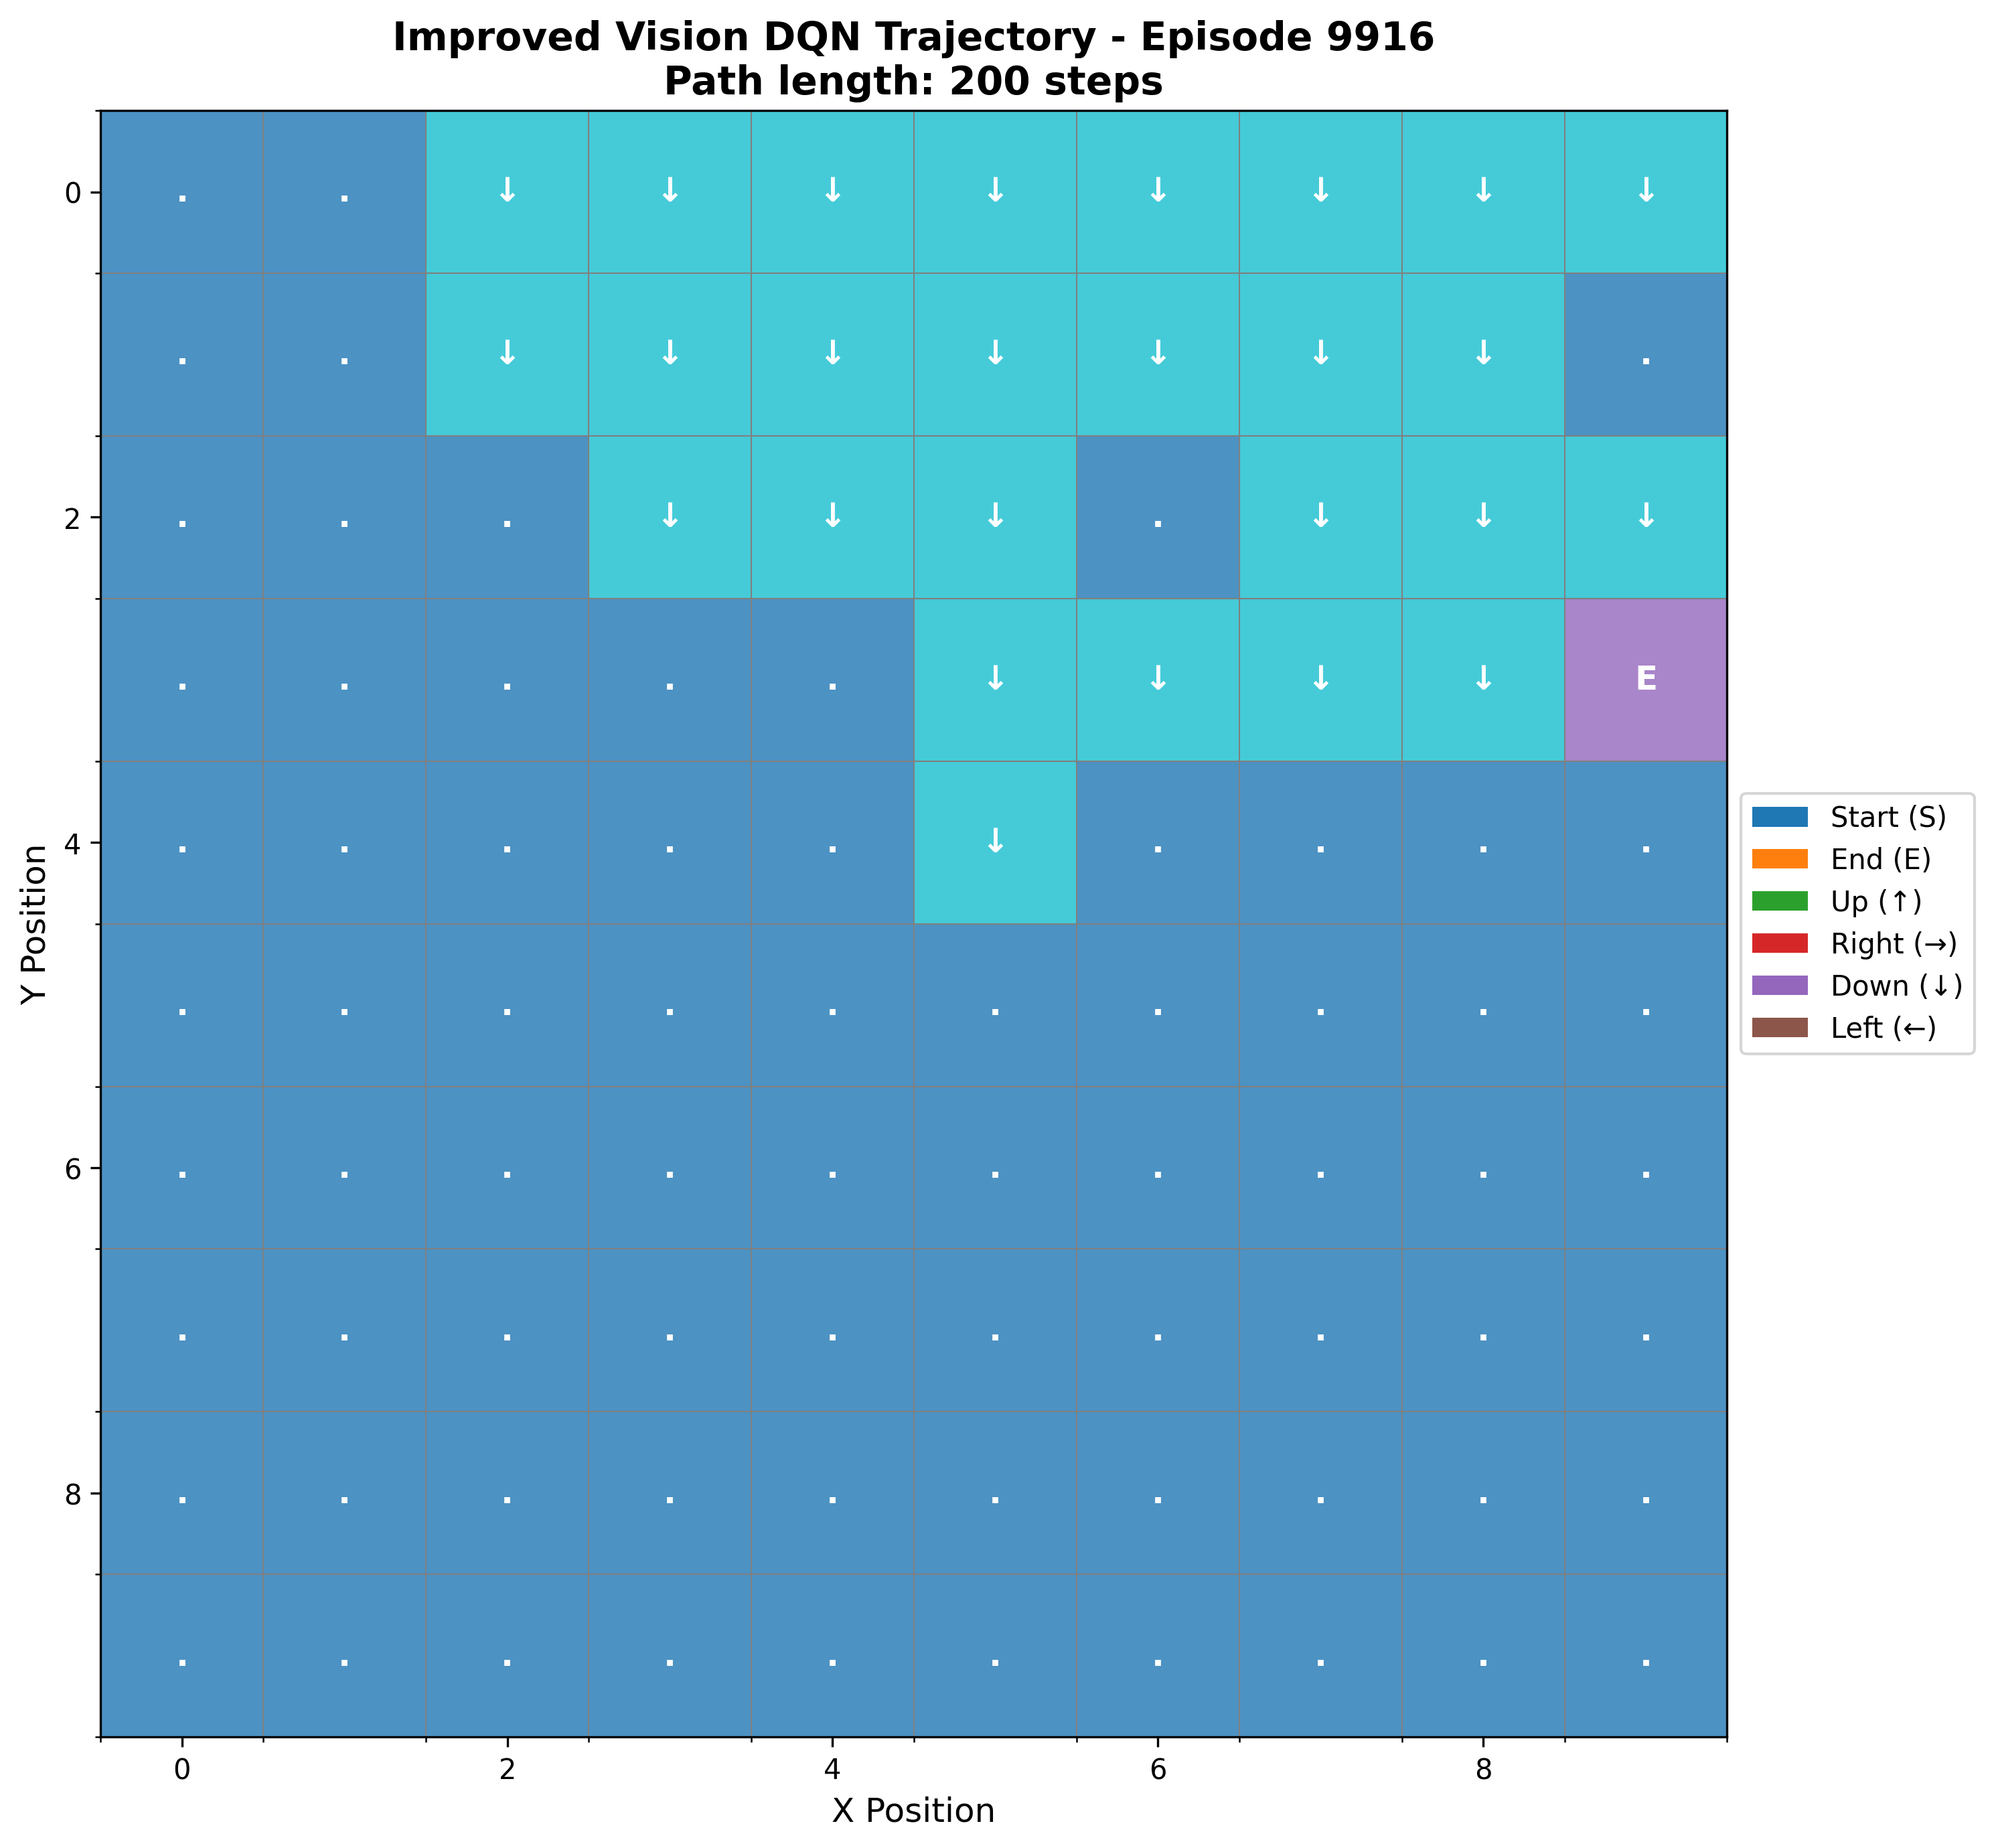 Improved Vision DQN Trajectory - Episode 9916
Path length: 200 steps
0 . . ↓ ↓ ↓ ↓ ↓ ↓ ↓ ↓
. . ↓ ↓ ↓ ↓ ↓ ↓ ↓ .
2 . . . ↓ ↓ ↓ . ↓ ↓ ↓
. . . . . ↓ ↓ ↓ ↓ E
4 . . . . . ↓ . . . .
. . . . . . . . . .
6 . . . . . . . . . .
. . . . . . . . . .
8 . . . . . . . . . .
. . . . . . . . . .
0 2 4 6 8
X Position
Y Position
Start (S)
End (E)
Up (↑)
Right (→)
Down (↓)
Left (←)